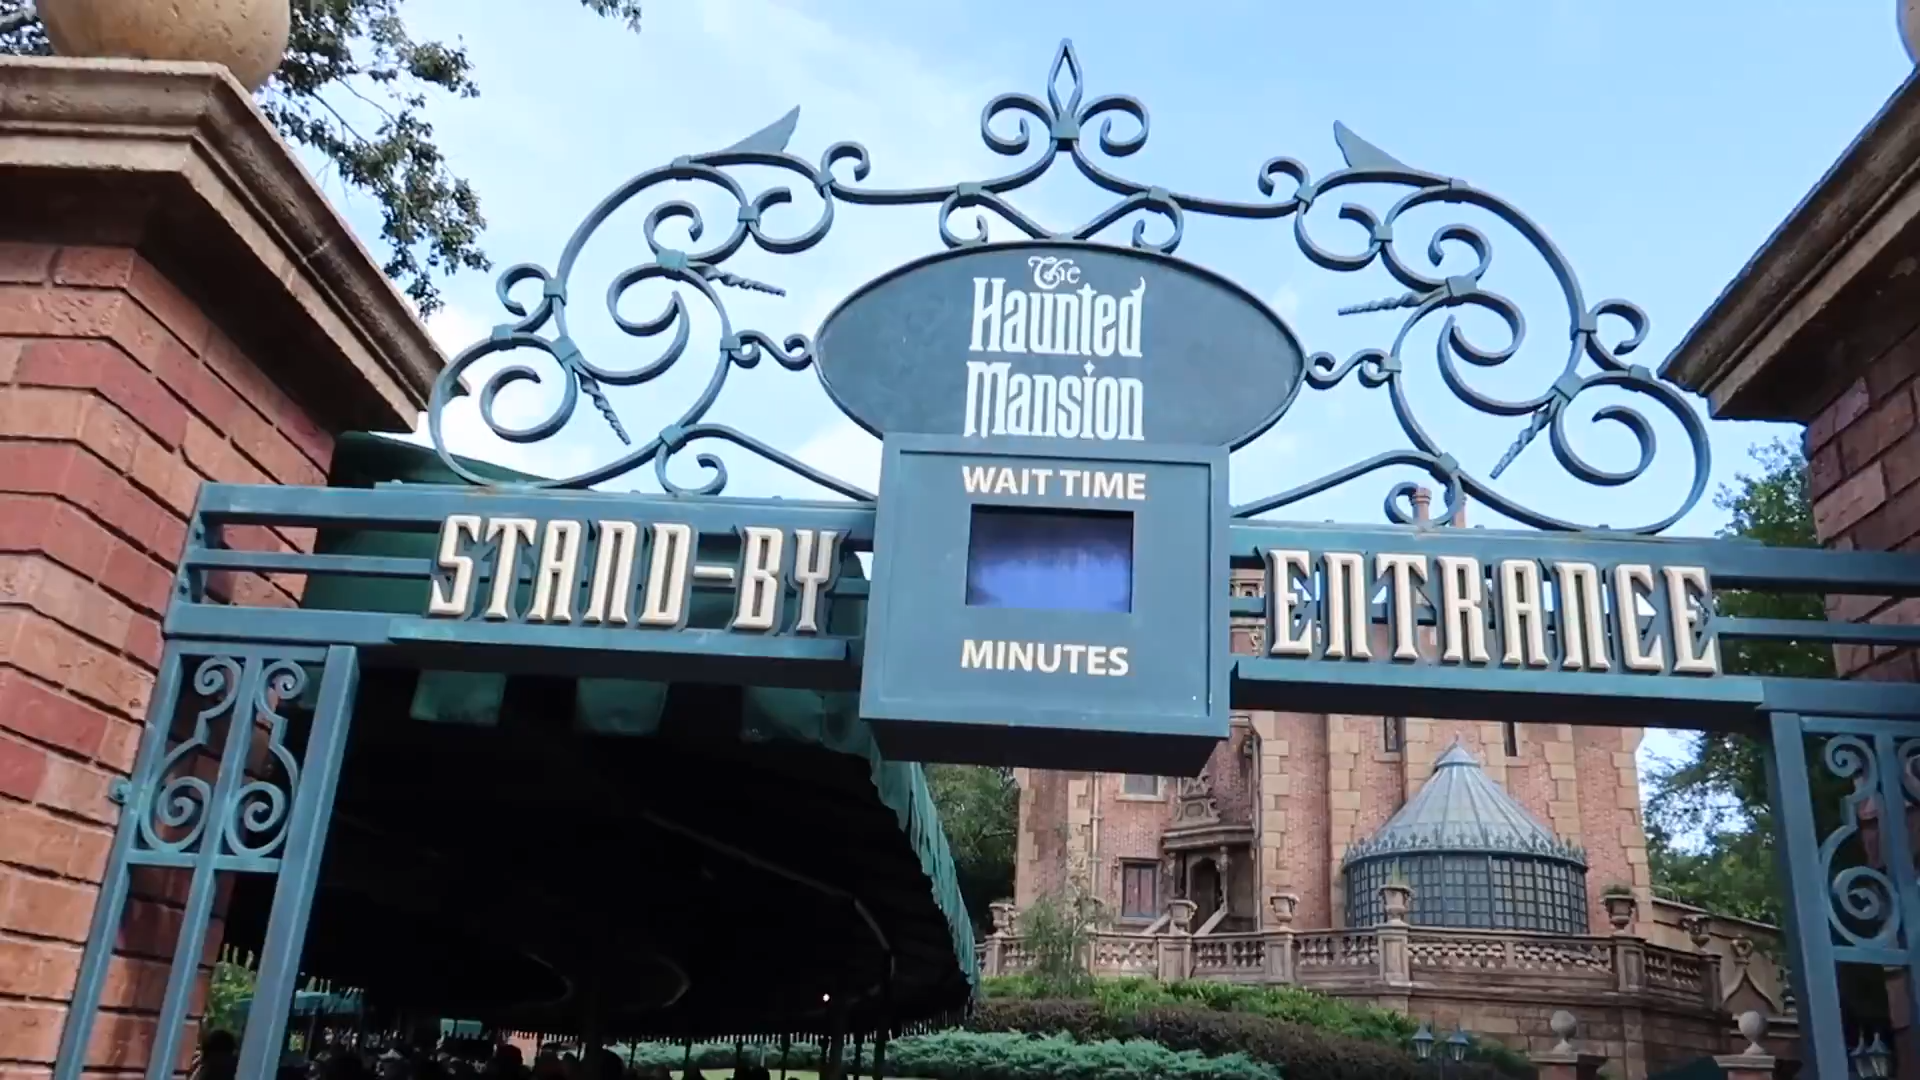 The
Haunted
Mansion
WAIT TIME
STAND-BY
ENTRANCE
MINUTES